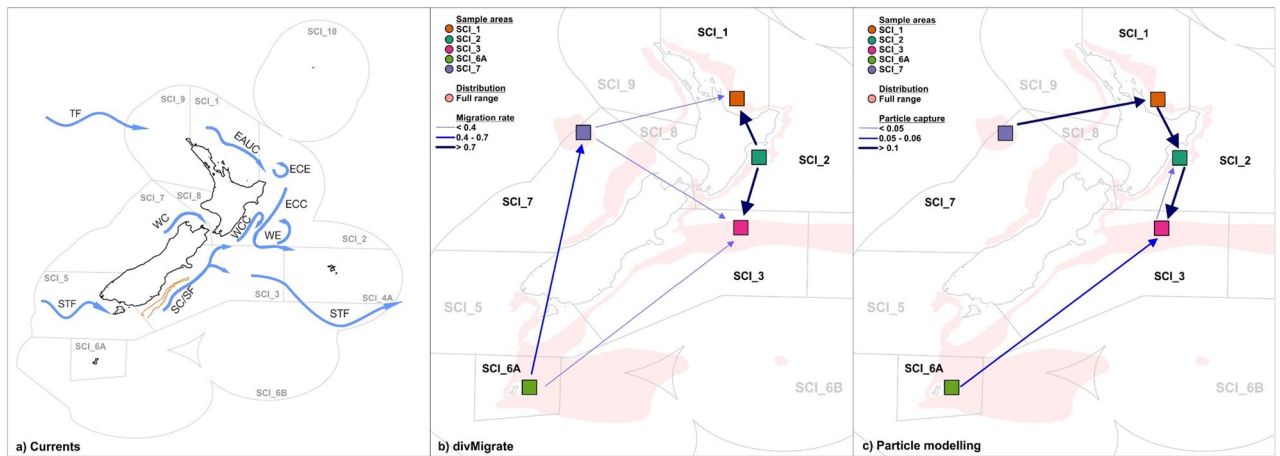 SCI_10
SCI_9
SCI_1
TF
EAUC
ECE
SCI_7
SCI_8
ECC
WC
WCC
WE
SCI_2
SCI_5
SC/SF
SCI_3
STF
STF
SCI_4A
SCI_6A
SCI_6B
a) Currents
Sample areas
SCI_1
SCI_2
SCI_3
SCI_6A
SCI_7
Distribution
Full range
Migration rate
< 0.4
0.4 - 0.7
> 0.7
SCI_1
SCI_9
SCI_8
SCI_2
SCI_7
SCI_3
SCI_5
SCI_6A
SCI_6B
b) divMigrate
Sample areas
SCI_1
SCI_2
SCI_3
SCI_6A
SCI_7
Distribution
Full range
Particle capture
< 0.05
0.05 - 0.06
> 0.1
SCI_1
SCI_9
SCI_8
SCI_2
SCI_7
SCI_3
SCI_5
SCI_6A
SCI_6B
c) Particle modelling